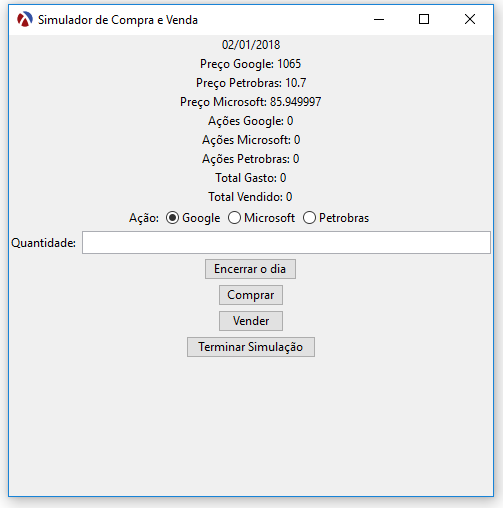 Simulador de Compra e Venda
02/01/2018
Preço Google: 1065
Preço Petrobras: 10.7
Preço Microsoft: 85.949997
Ações Google: 0
Ações Microsoft: 0
Ações Petrobras: 0
Total Gasto: 0
Total Vendido: 0
Ação: Google Microsoft Petrobras
Quantidade:
Encerrar o dia
Comprar
Vender
Terminar Simulação